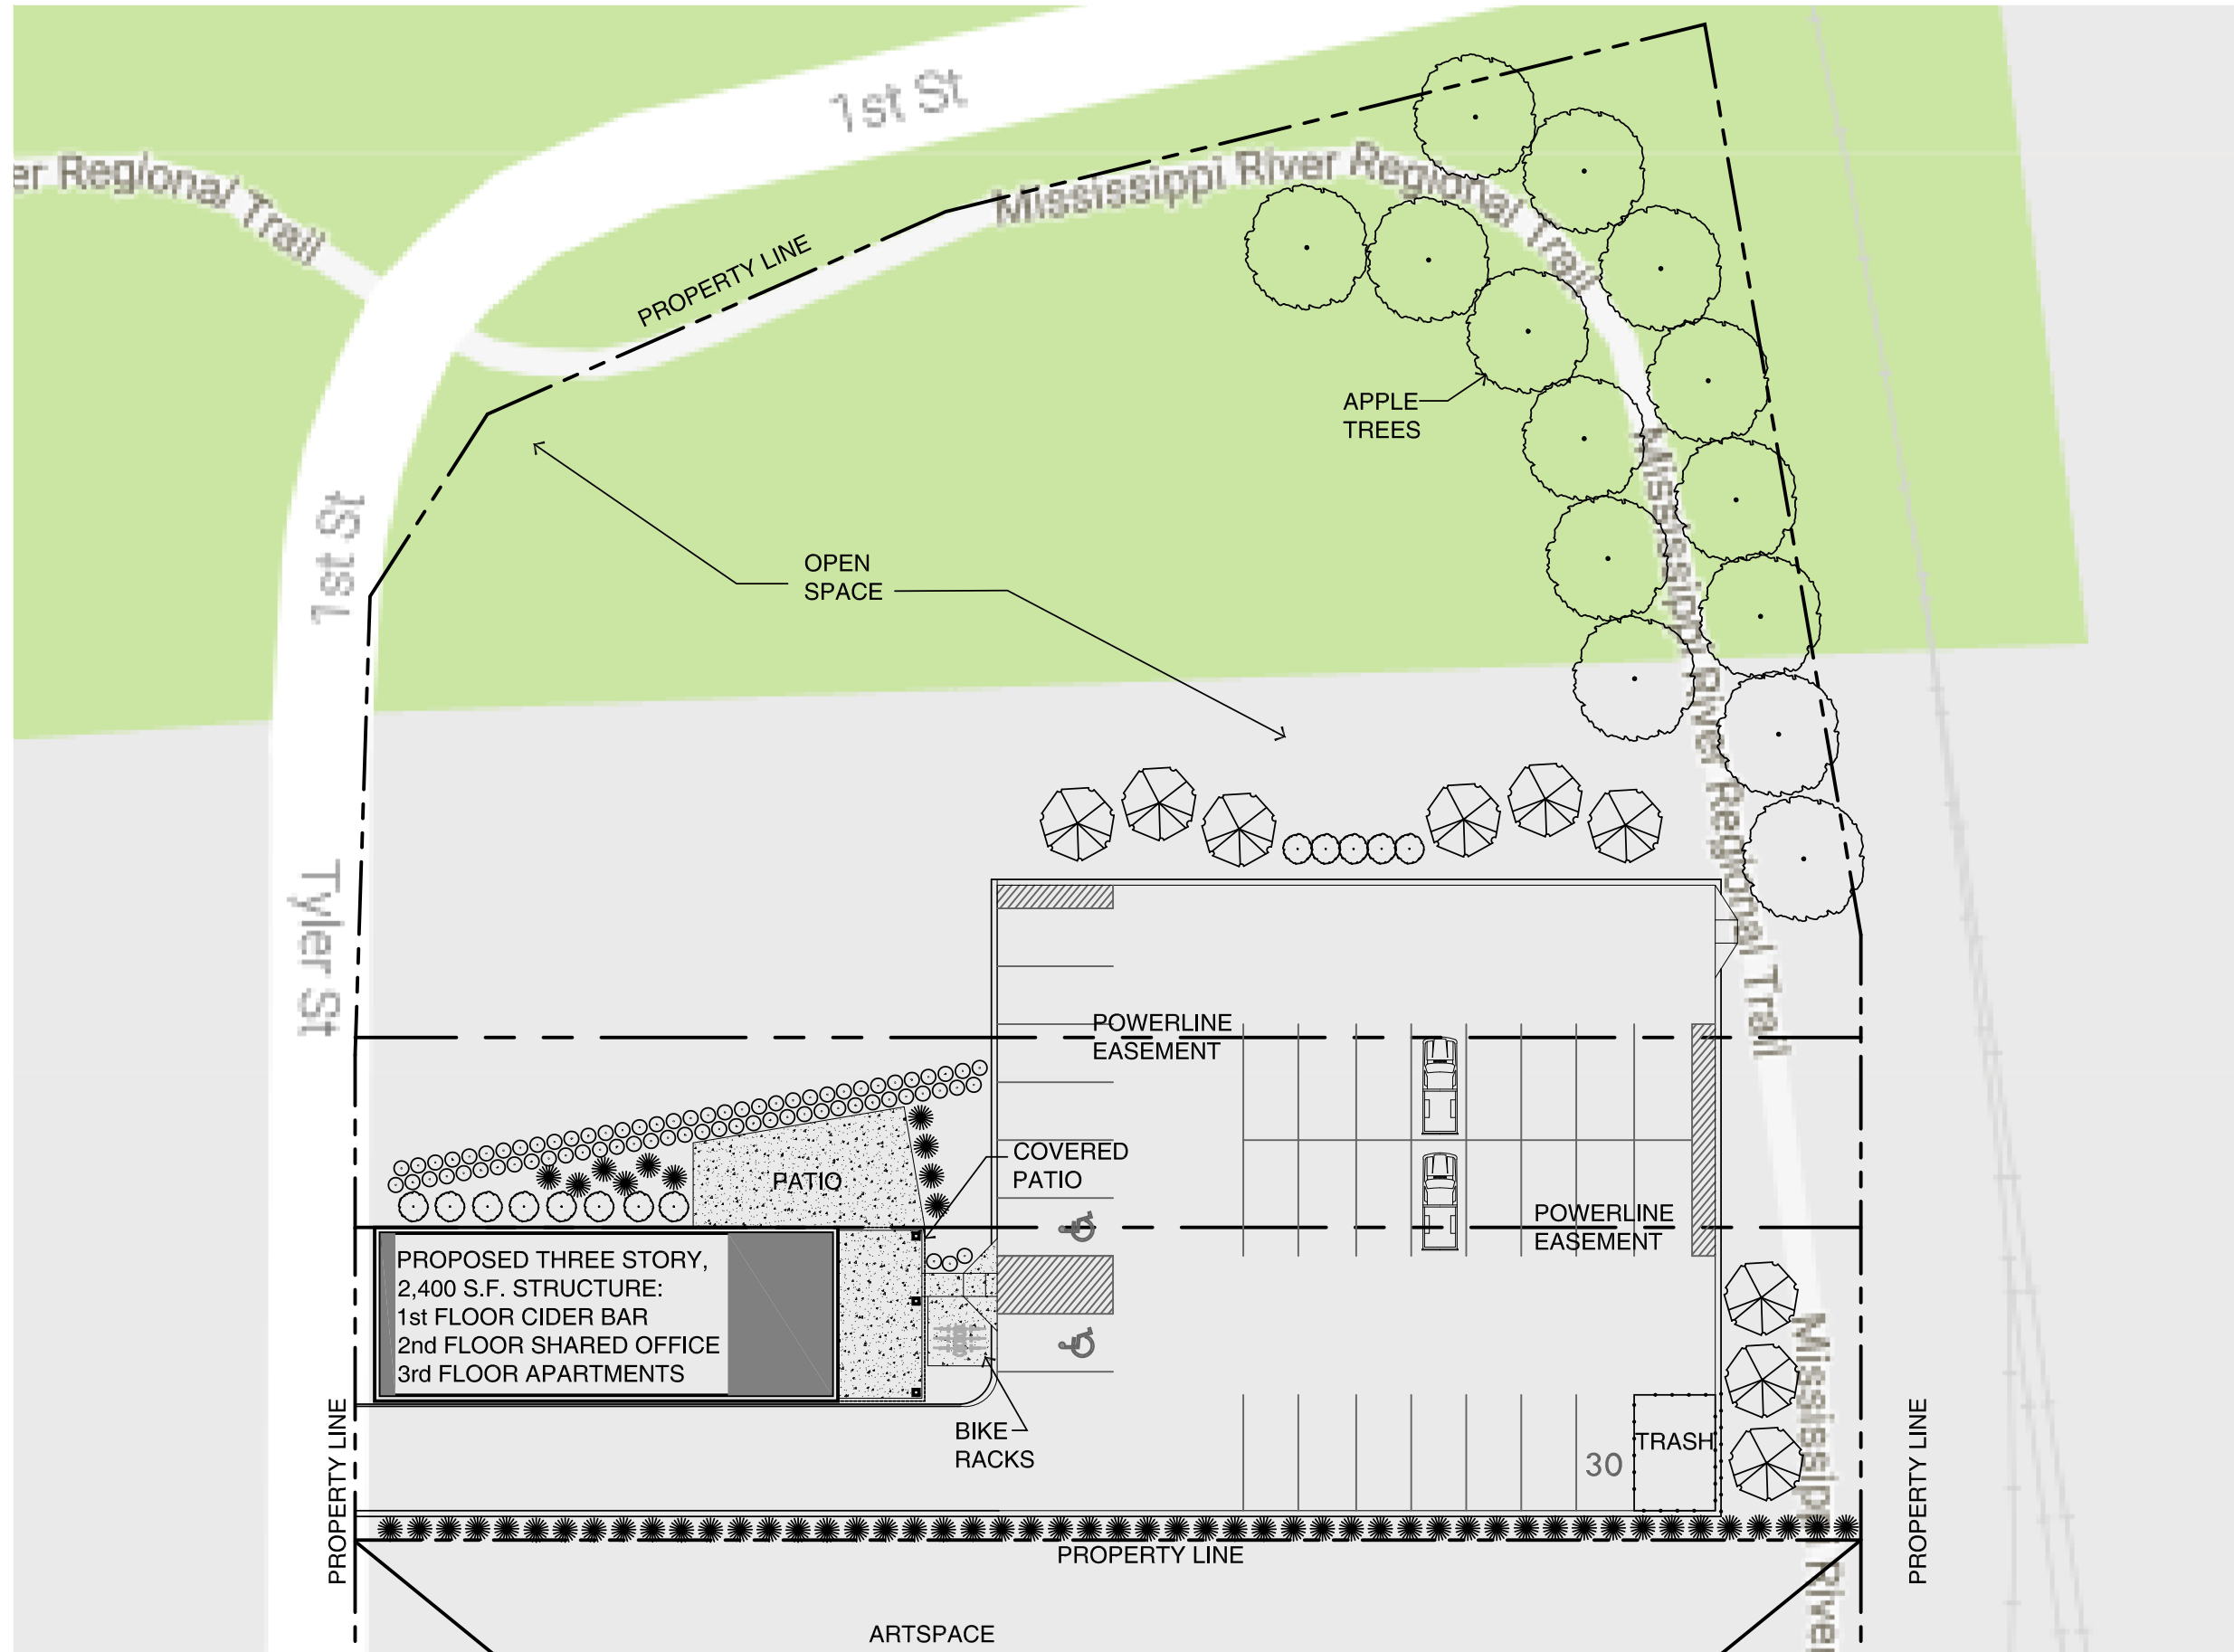 1st St
er Regional Trail
Mississippi River Regional Trail
PROPERTY LINE
APPLE
TREES
1st St
OPEN
SPACE
Mississippi River Regional Trail
Tyler St
POWERLINE
EASEMENT
COVERED
PATIO
PATIO
POWERLINE
EASEMENT
PROPOSED THREE STORY,
2,400 S.F. STRUCTURE:
1st FLOOR CIDER BAR
2nd FLOOR SHARED OFFICE
3rd FLOOR APARTMENTS
BIKE
RACKS
TRASH
30
Mississippi River
PROPERTY LINE
PROPERTY LINE
PROPERTY LINE
ARTSPACE